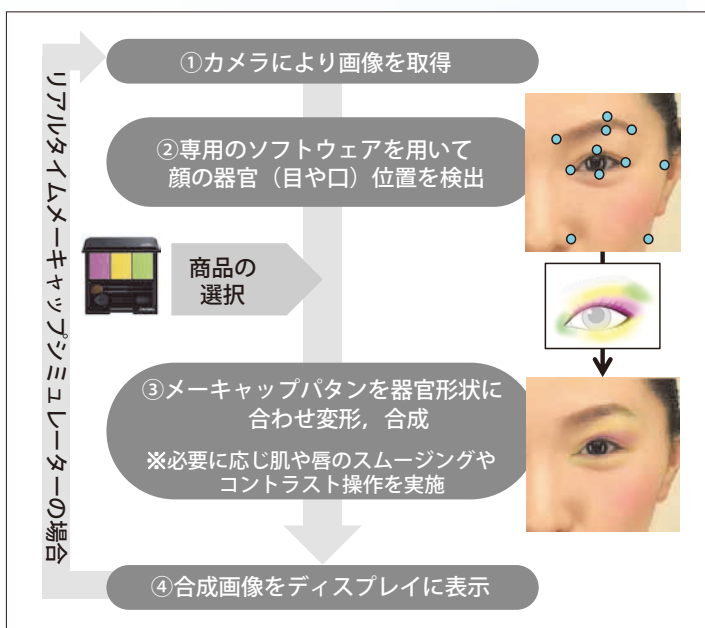 リアルタイムメーキャップシミュレーターの場合
①カメラにより画像を取得
②専用のソフトウェアを用いて
顔の器官（目や口）位置を検出
商品の
選択
③メーキャップパタンを器官形状に
合わせ変形，合成
※必要に応じ肌や唇のスムージングや
コントラスト操作を実施
④合成画像をディスプレイに表示